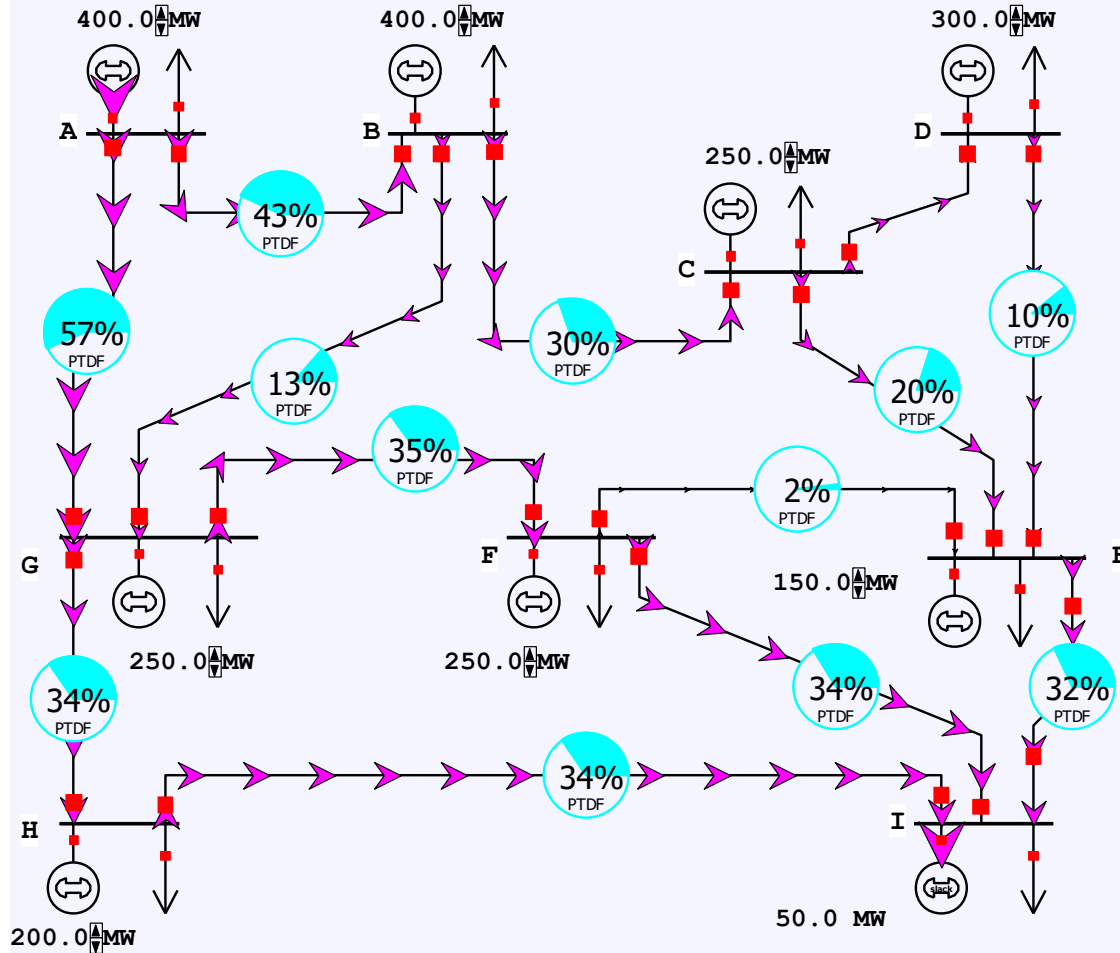 400.0 MW
400.0 MW
300.0 MW
A
B
D
250.0 MW
43%
PTDF
C
57%
PTDF
10%
PTDF
30%
PTDF
13%
PTDF
20%
PTDF
35%
PTDF
2%
PTDF
G
F
E
150.0 MW
250.0 MW
250.0 MW
34%
PTDF
34%
PTDF
32%
PTDF
34%
PTDF
H
I
slack
50.0 MW
200.0 MW